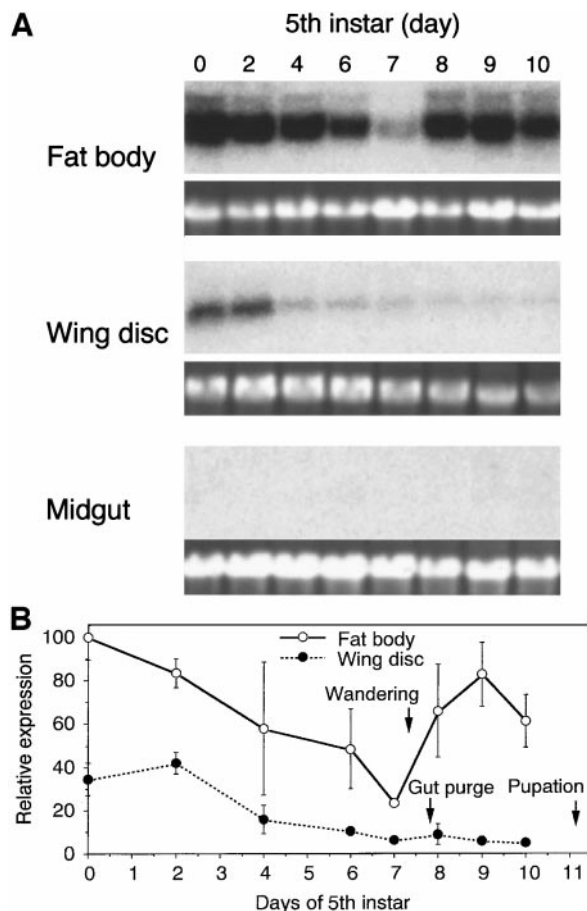 A
5th instar (day)
0 2 4 6 7 8 9 10
Fat body
Wing disc
Midgut
B
Relative expression
100
80
60
40
20
0
Fat body
Wing disc
Wandering
Gut purge
Pupation
0 1 2 3 4 5 6 7 8 9 10 11
Days of 5th instar